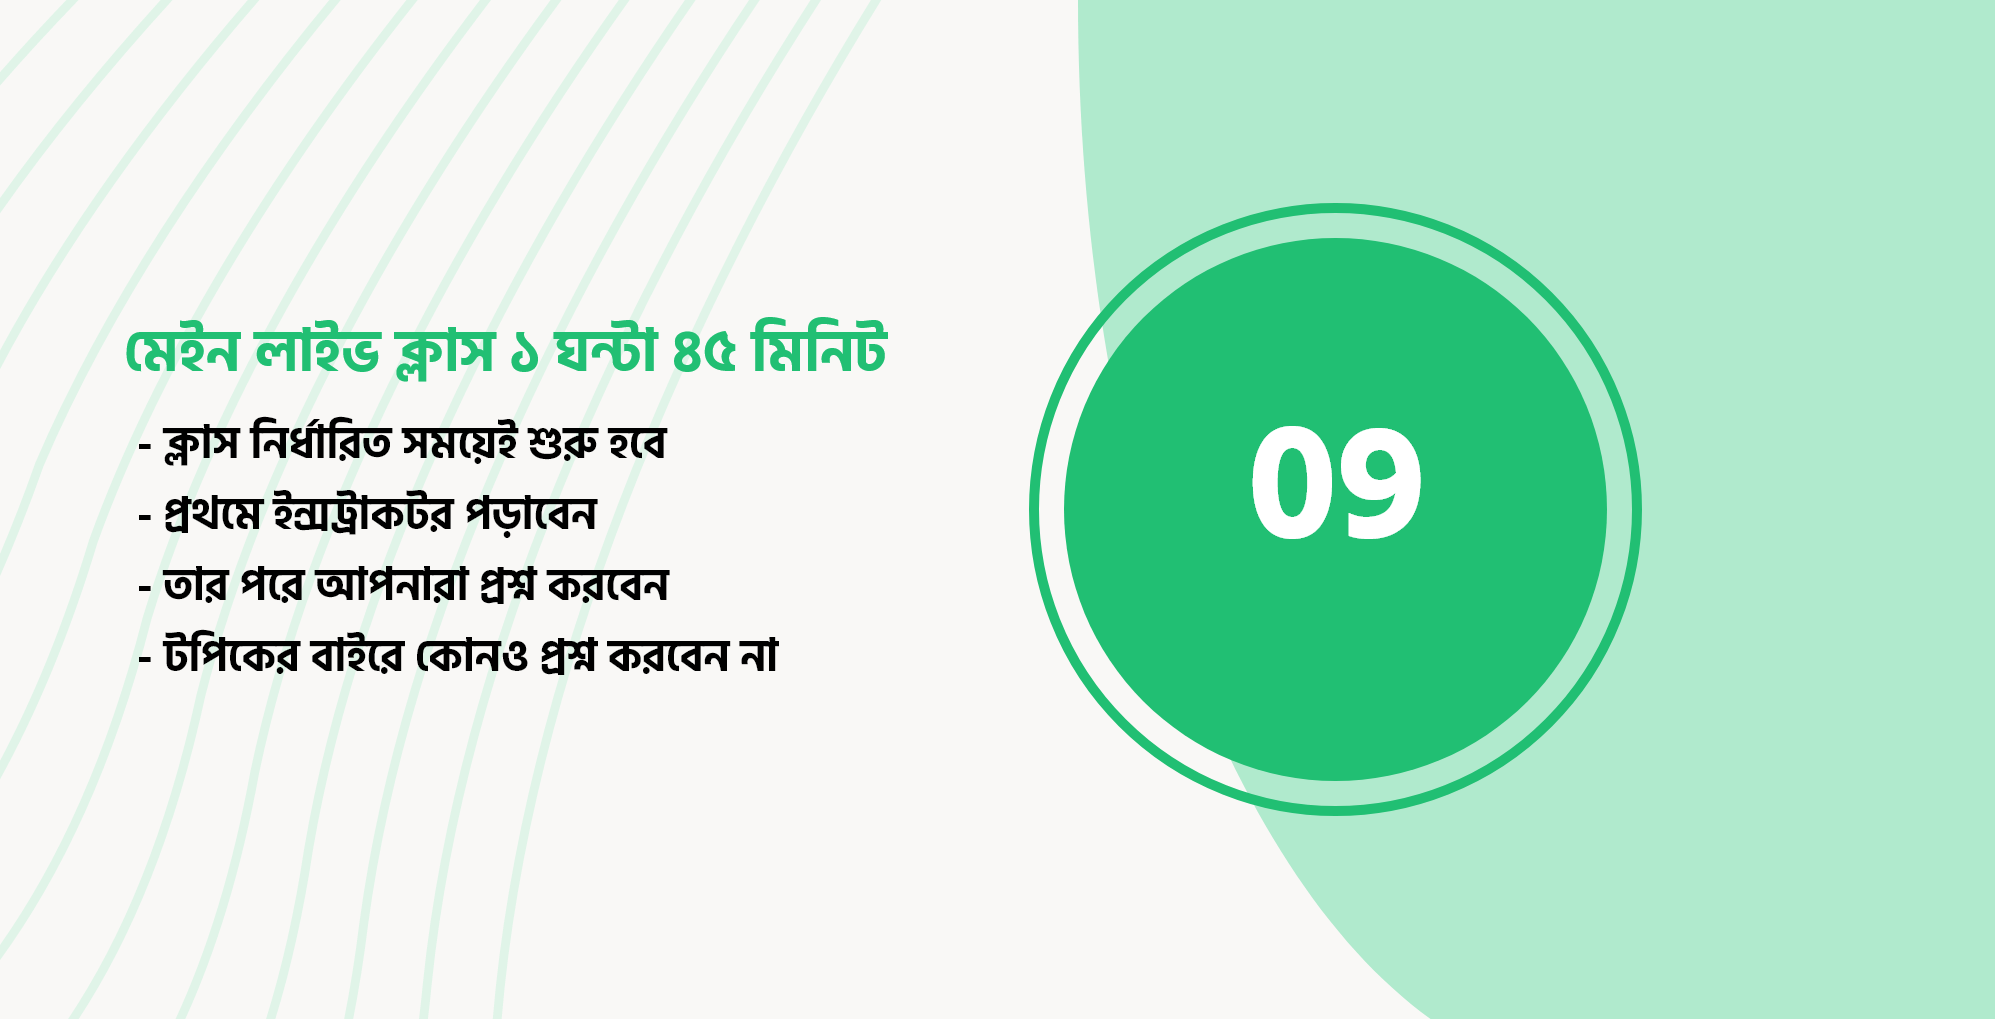 মেইন লাইভ ক্লাস ১ ঘন্টা ৪৫ মিনিট
- ক্লাস নির্ধারিত সময়েই শুরু হবে
- প্রথমে ইন্সট্রাকটর পড়াবেন
- তার পরে আপনারা প্রশ্ন করবেন
- টপিকের বাইরে কোনও প্রশ্ন করবেন না
09